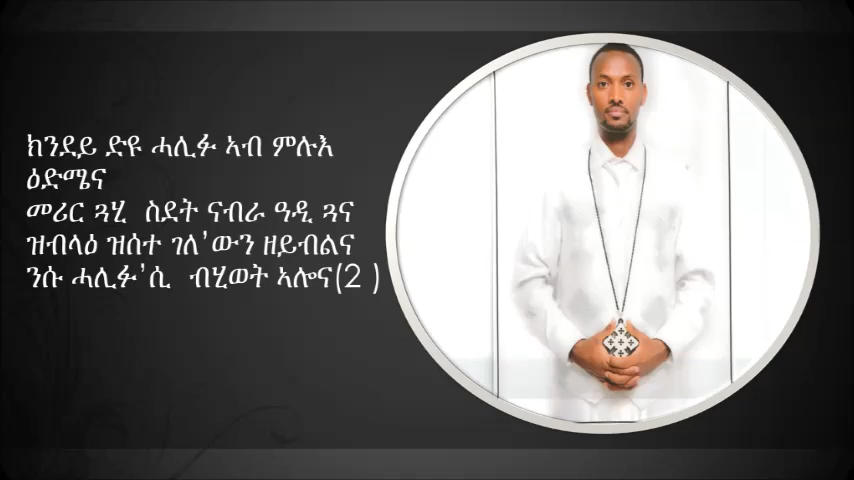 ክንደይ ድዩ ሓሊፉ ኣብ ምሉእ
ዕድሜና
መሪር ጓሂ ስደት ናብራ ዓዲ ጓና
ዝብላዕ ዝሰተ ገለ'ውን ዘይብልና
ንሱ ሓሊፉ'ሲ ብሂወት ኣሎና(2 )